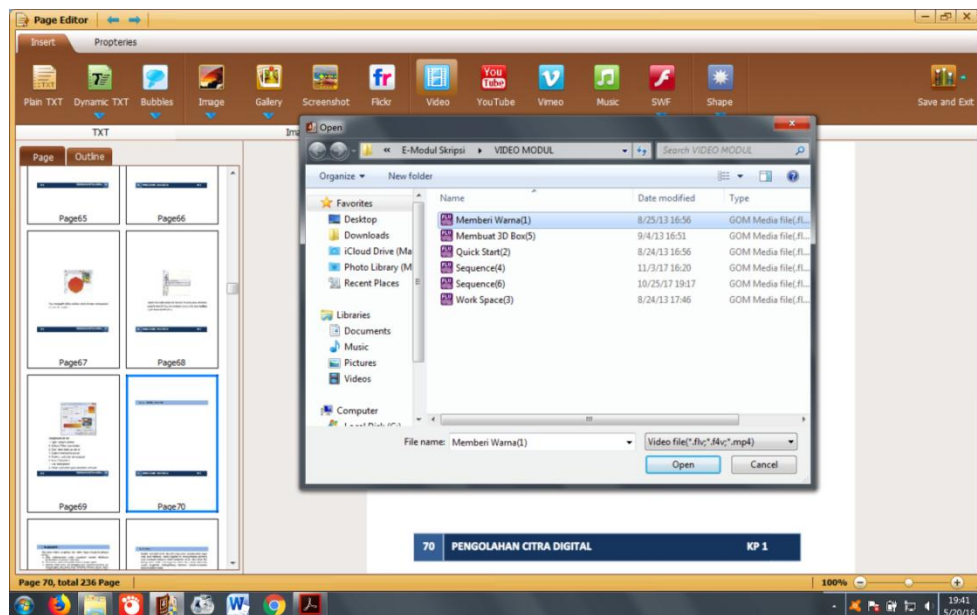 Page Editor
Insert Propteries
Plain TXT Dynamic TXT Bubbles Image Gallery Screenshot Flickr Video YouTube Vimeo Music SWF Shape Save and Exit
TXT
Page Outline
Page65 Page66
Page67 Page68
Page69 Page70
Open
« E-Modul Skripsi VIDEO MODUL Search VIDEO MODUL
Organize New folder
Favorites
Desktop
Downloads
iCloud Drive (Ma
Photo Library (M
Recent Places
Libraries
Documents
Music
Pictures
Videos
Computer
Name Date modified Type
Memberi Warna(1) 8/25/13 16:56 GOM Media file(.fl...
Membuat 3D Box(5) 9/4/13 16:51 GOM Media file(.fl...
Quick Start(2) 8/24/13 16:56 GOM Media file(.fl...
Sequence(4) 11/3/17 16:20 GOM Media file(.fl...
Sequence(6) 10/25/17 19:17 GOM Media file(.fl...
Work Space(3) 8/24/13 17:46 GOM Media file(.fl...
File name: Memberi Warna(1) Video file(*.flv;*.f4v;*.mp4)
Open Cancel
70 PENGOLAHAN CITRA DIGITAL KP 1
Page 70, total 236 Page 100%
19:41
5/20/18